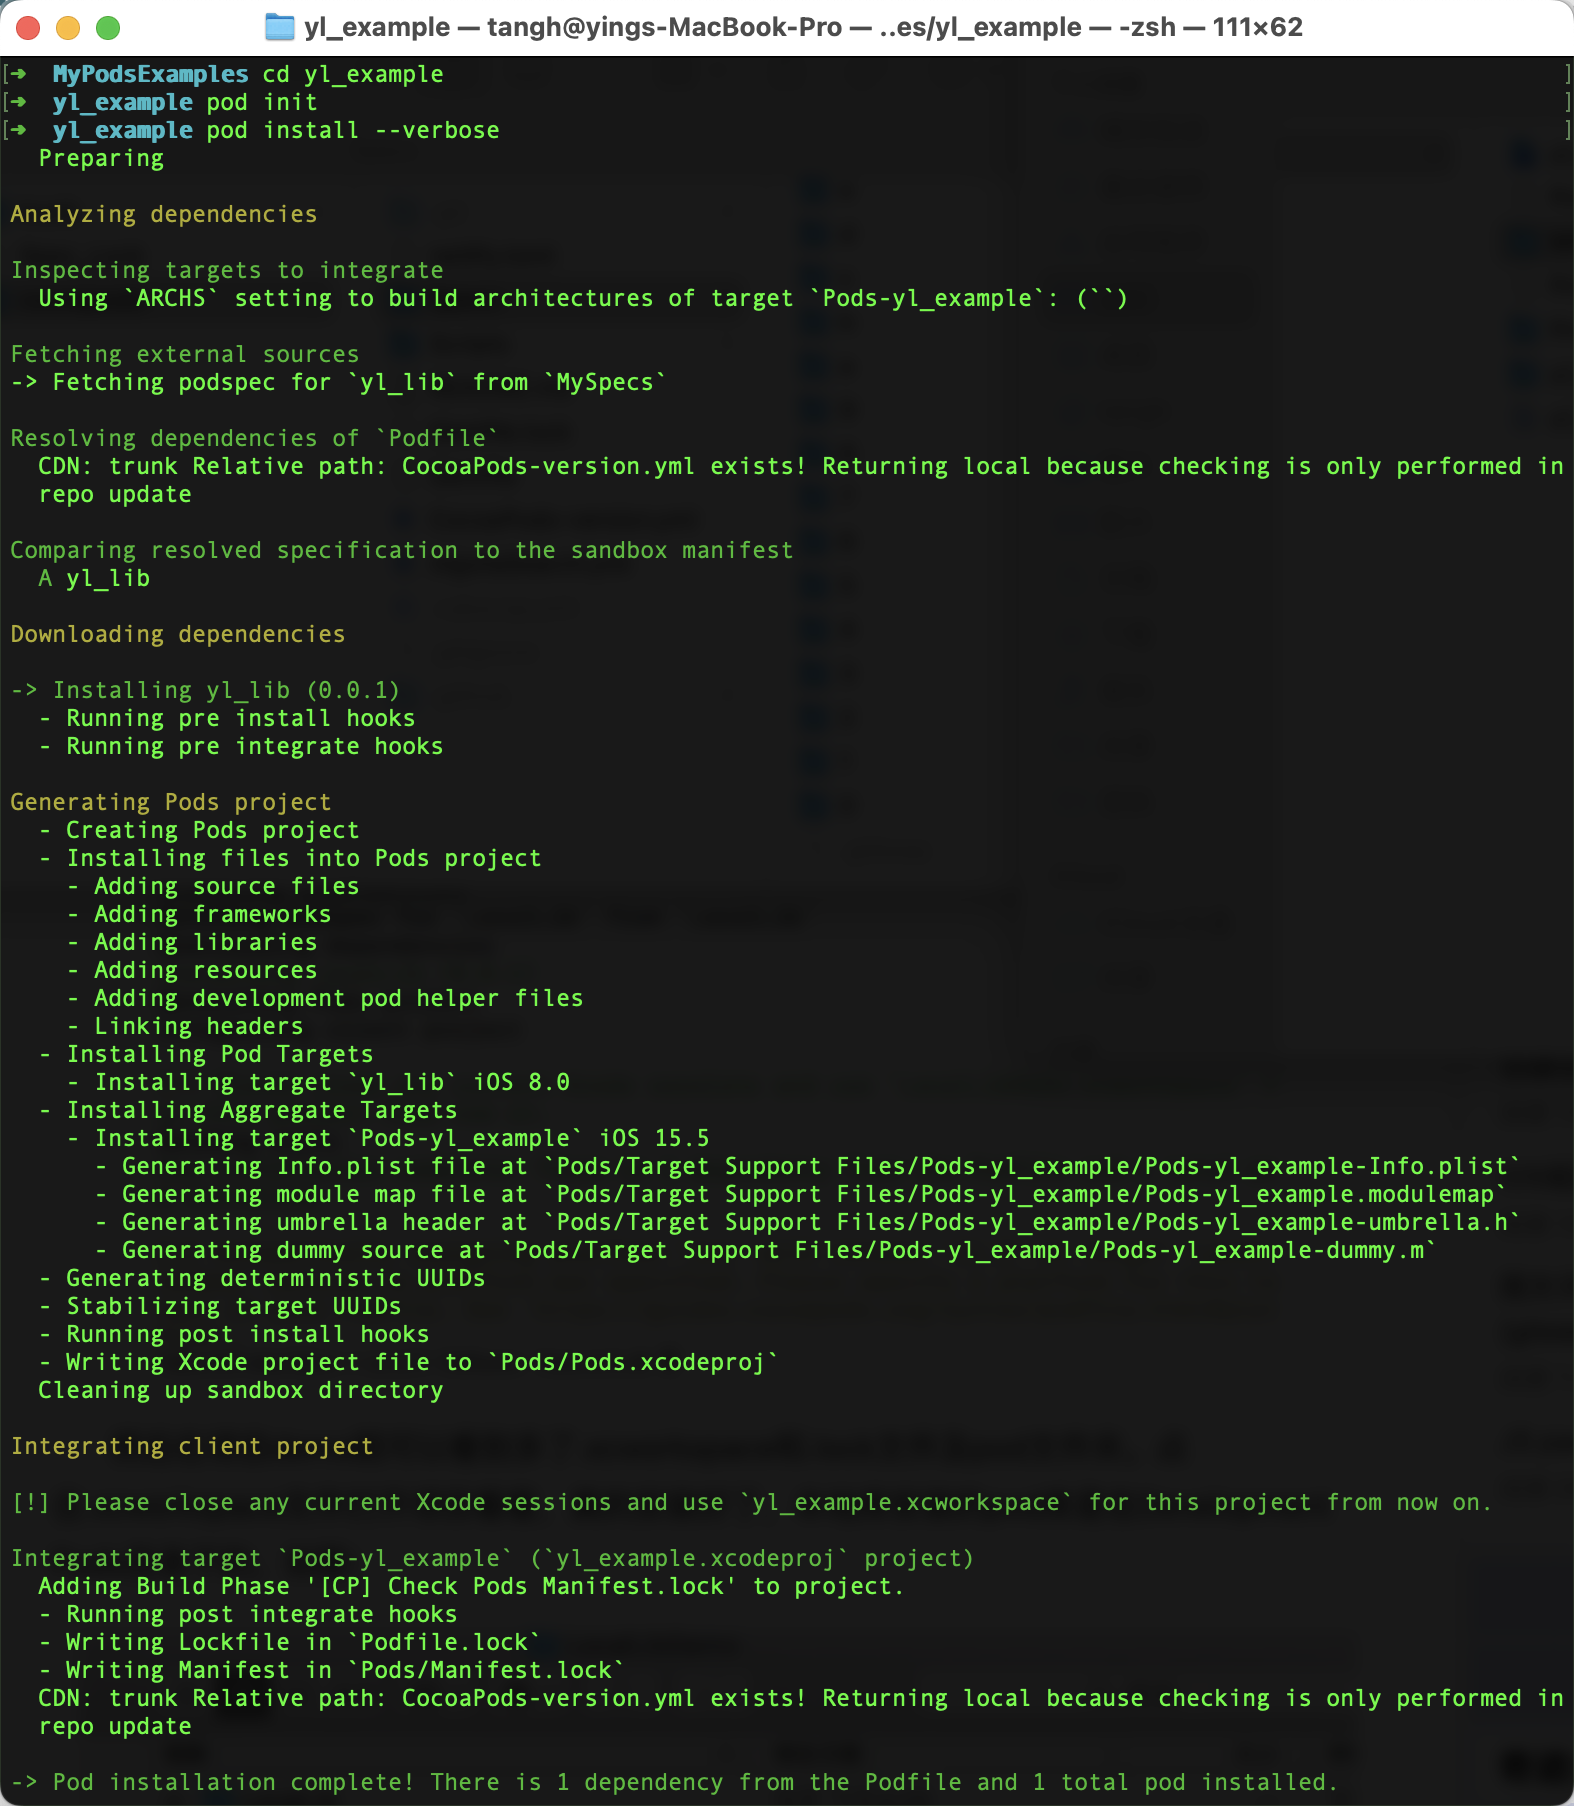 yl_example — tangh@yings-MacBook-Pro — ..es/yl_example — -zsh — 111×62
[➜  MyPodsExamples cd yl_example ]
[➜  yl_example pod init ]
[➜  yl_example pod install --verbose ]
  Preparing
Analyzing dependencies
Inspecting targets to integrate
  Using `ARCHS` setting to build architectures of target `Pods-yl_example`: (``)
Fetching external sources
-> Fetching podspec for `yl_lib` from `MySpecs`
Resolving dependencies of `Podfile`
  CDN: trunk Relative path: CocoaPods-version.yml exists! Returning local because checking is only performed in
  repo update
Comparing resolved specification to the sandbox manifest
  A yl_lib
Downloading dependencies
-> Installing yl_lib (0.0.1)
  - Running pre install hooks
  - Running pre integrate hooks
Generating Pods project
  - Creating Pods project
  - Installing files into Pods project
    - Adding source files
    - Adding frameworks
    - Adding libraries
    - Adding resources
    - Adding development pod helper files
    - Linking headers
  - Installing Pod Targets
    - Installing target `yl_lib` iOS 8.0
  - Installing Aggregate Targets
    - Installing target `Pods-yl_example` iOS 15.5
      - Generating Info.plist file at `Pods/Target Support Files/Pods-yl_example/Pods-yl_example-Info.plist`
      - Generating module map file at `Pods/Target Support Files/Pods-yl_example/Pods-yl_example.modulemap`
      - Generating umbrella header at `Pods/Target Support Files/Pods-yl_example/Pods-yl_example-umbrella.h`
      - Generating dummy source at `Pods/Target Support Files/Pods-yl_example/Pods-yl_example-dummy.m`
  - Generating deterministic UUIDs
  - Stabilizing target UUIDs
  - Running post install hooks
  - Writing Xcode project file to `Pods/Pods.xcodeproj`
  Cleaning up sandbox directory
Integrating client project
[!] Please close any current Xcode sessions and use `yl_example.xcworkspace` for this project from now on.
Integrating target `Pods-yl_example` (`yl_example.xcodeproj` project)
  Adding Build Phase '[CP] Check Pods Manifest.lock' to project.
  - Running post integrate hooks
  - Writing Lockfile in `Podfile.lock`
  - Writing Manifest in `Pods/Manifest.lock`
  CDN: trunk Relative path: CocoaPods-version.yml exists! Returning local because checking is only performed in
  repo update
-> Pod installation complete! There is 1 dependency from the Podfile and 1 total pod installed.